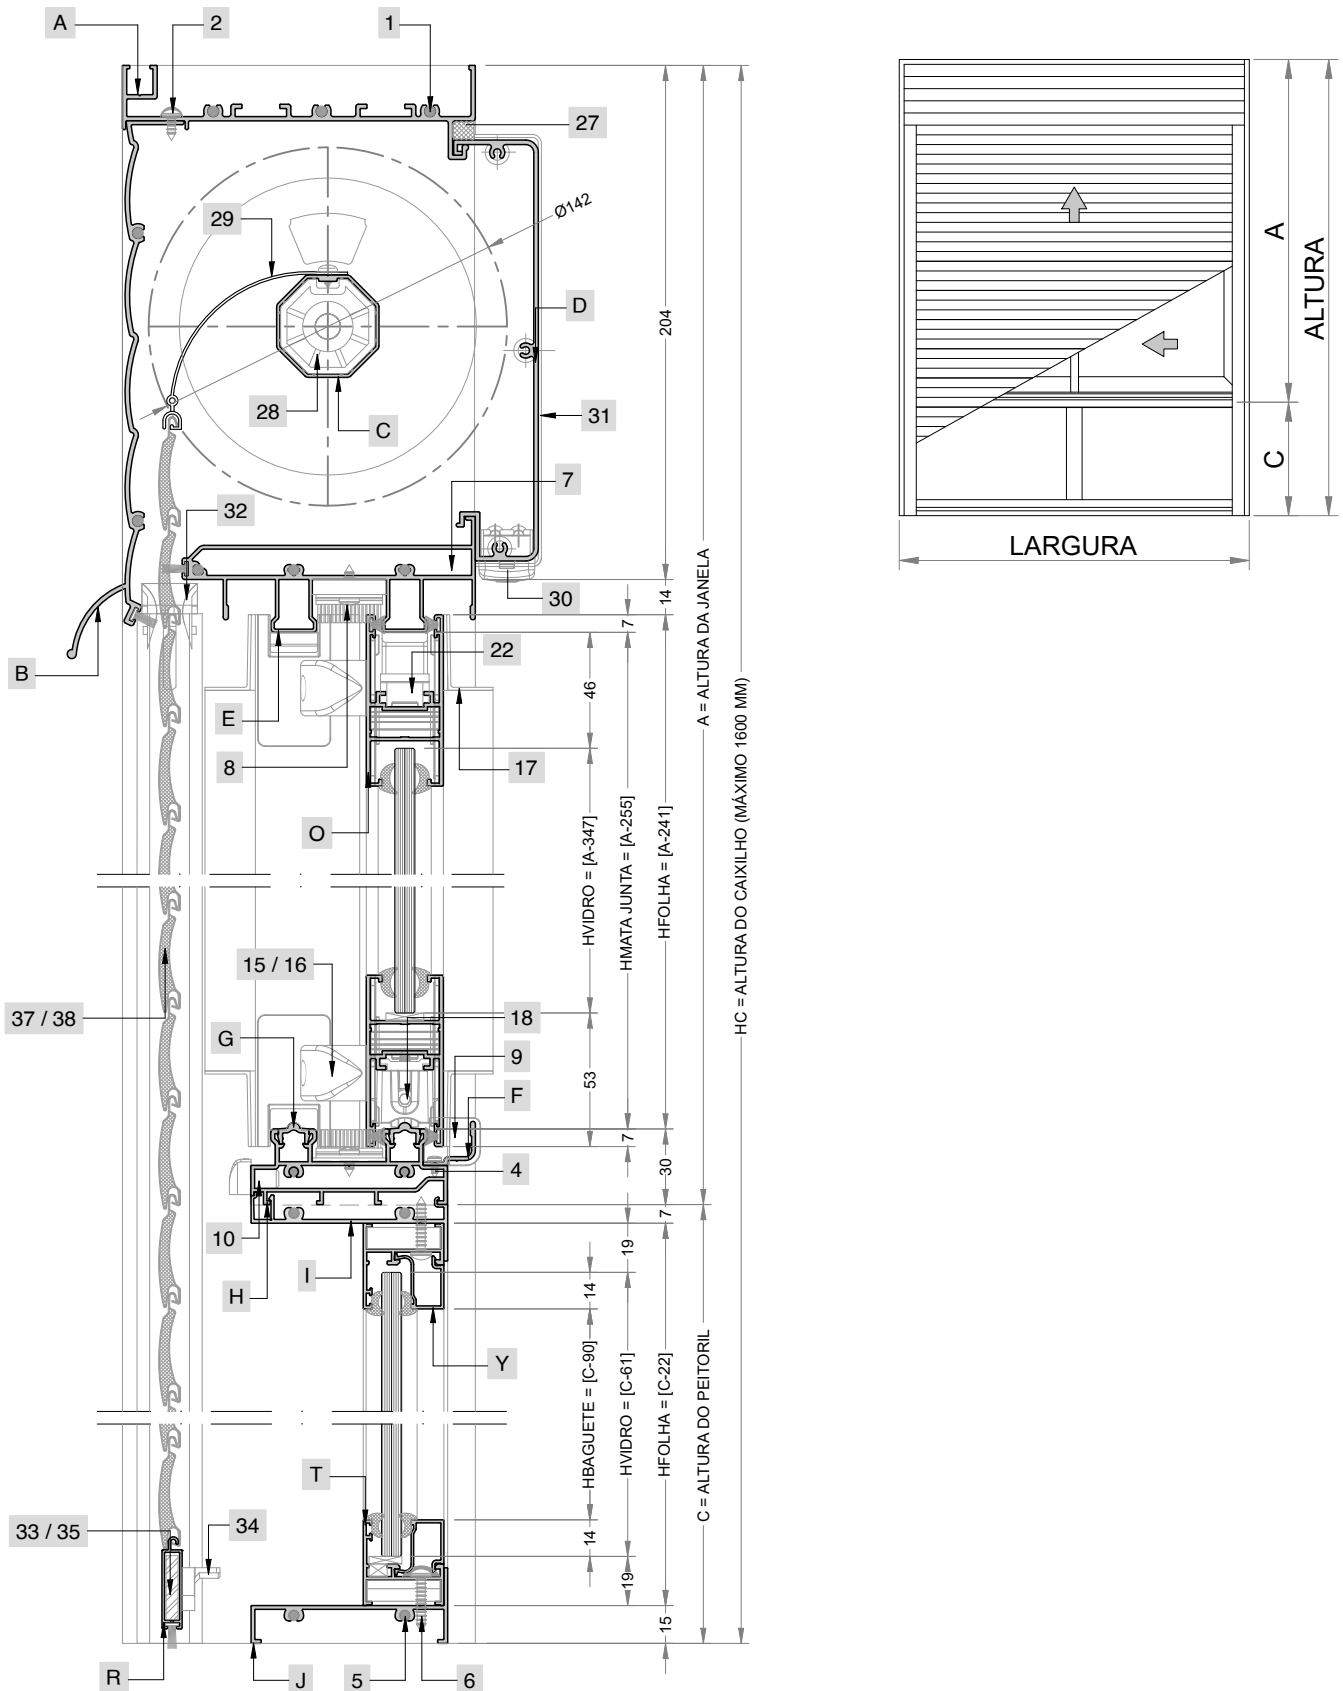 A
2
1
27
29
Ø142
D
28
C
31
7
32
30
B
22
E
8
17
O
15 / 16
37 / 38
G
18
9
F
4
10
I
H
Y
T
33 / 35
34
R
J
5
6
204
14
7
46
HVIDRO = [A-347]
HMATA JUNTA = [A-255]
HFOLHA = [A-241]
53
7
30
7
19
14
HBAGUETE = [C-90]
HVIDRO = [C-61]
HFOLHA = [C-22]
14
19
15
A = ALTURA DA JANELA
C = ALTURA DO PEITORIL
HC = ALTURA DO CAIXILHO (MÁXIMO 1600 MM)
A
C
ALTURA
LARGURA